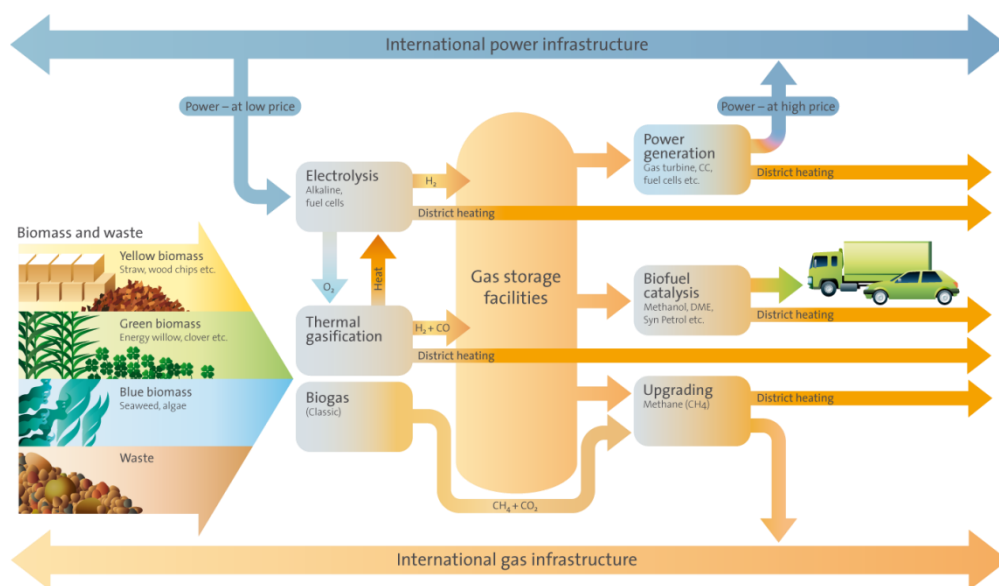 International power infrastructure
Power – at low price
Power – at high price
Power
generation
Gas turbine, CC,
fuel cells etc.
District heating
Electrolysis
Alkaline,
fuel cells
H₂
District heating
Biomass and waste
Yellow biomass
Straw, wood chips etc.
O₂
Heat
Gas storage
facilities
Biofuel
catalysis
Methanol, DME,
Syn Petrol etc.
District heating
Green biomass
Energy willow, clover etc.
Thermal
gasification
H₂ + CO
District heating
Blue biomass
Seaweed, algae
Biogas
(Classic)
Upgrading
Methane (CH4)
District heating
Waste
CH₄ + CO₂
International gas infrastructure